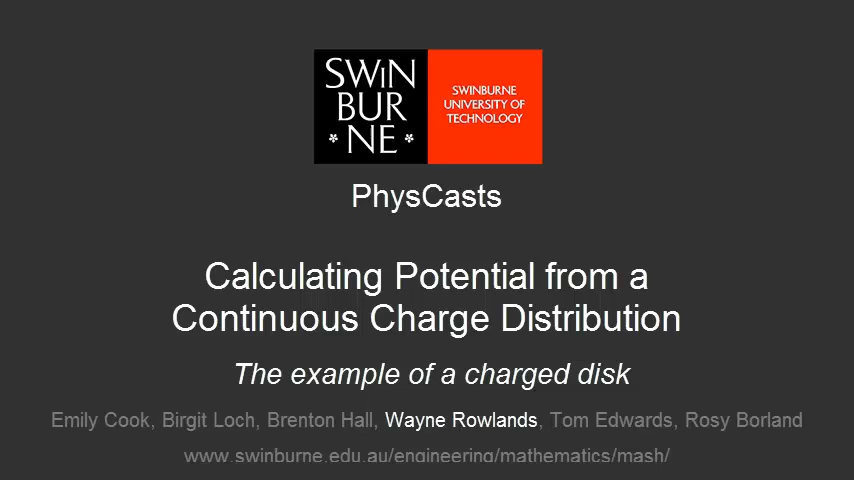 SWIN
BUR
* NE *
SWINBURNE
UNIVERSITY OF
TECHNOLOGY
PhysCasts
Calculating Potential from a
Continuous Charge Distribution
The example of a charged disk
Emily Cook, Birgit Loch, Brenton Hall, Wayne Rowlands, Tom Edwards, Rosy Borland
www.swinburne.edu.au/engineering/mathematics/mash/